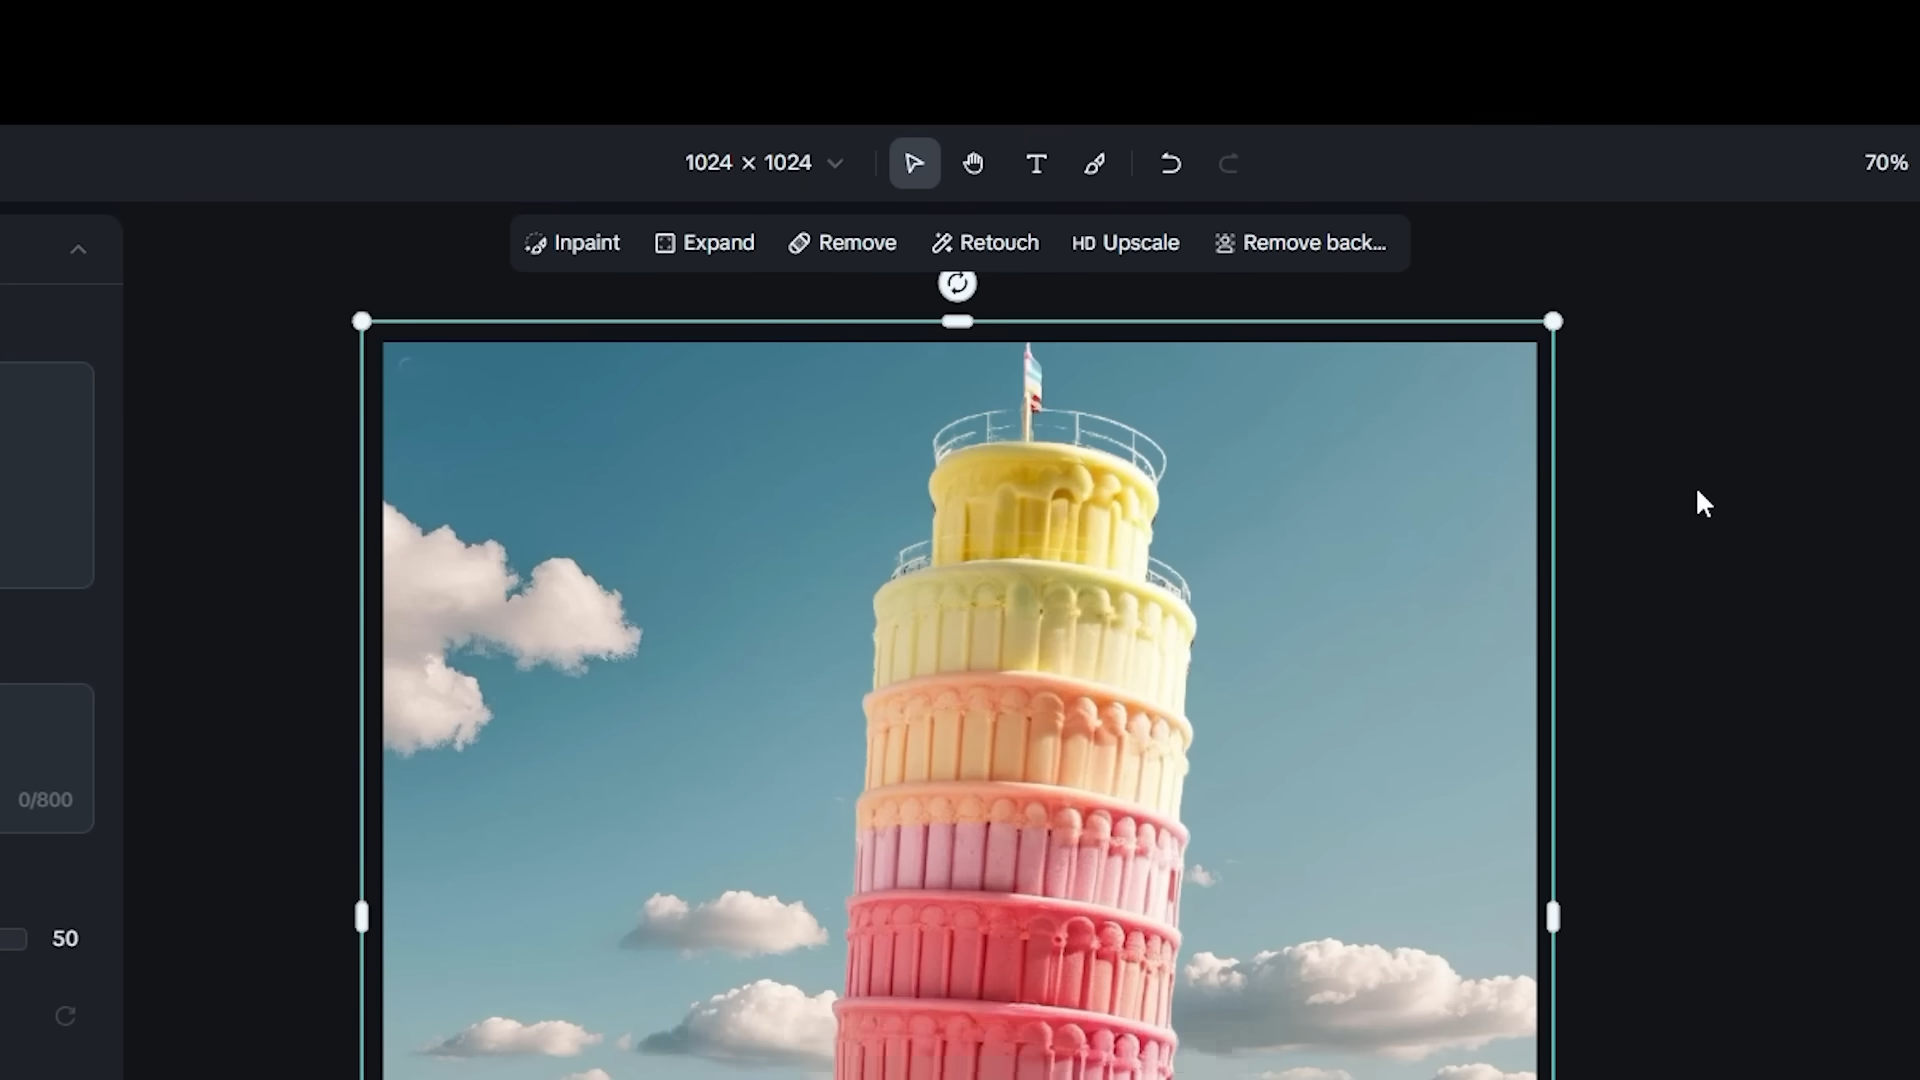 1024 × 1024
70%
Inpaint Expand Remove Retouch HD Upscale Remove back...
0/800
50